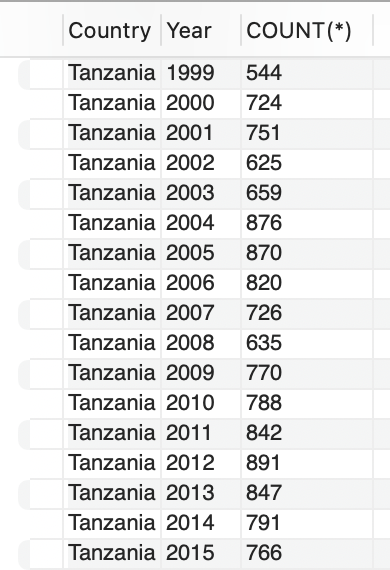 Country Year COUNT(*)
Tanzania 1999 544
Tanzania 2000 724
Tanzania 2001 751
Tanzania 2002 625
Tanzania 2003 659
Tanzania 2004 876
Tanzania 2005 870
Tanzania 2006 820
Tanzania 2007 726
Tanzania 2008 635
Tanzania 2009 770
Tanzania 2010 788
Tanzania 2011 842
Tanzania 2012 891
Tanzania 2013 847
Tanzania 2014 791
Tanzania 2015 766